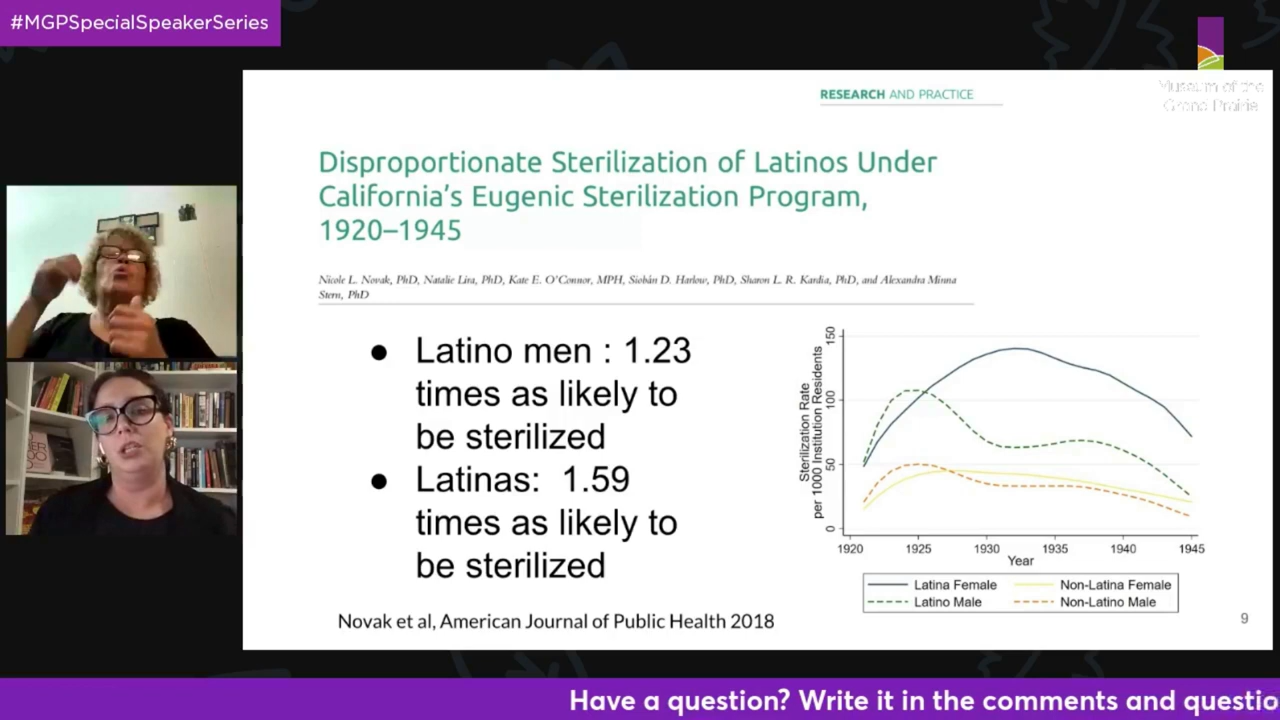 #MGPSpecialSpeakerSeries
Museum of the
Grand Prairie
RESEARCH AND PRACTICE
Disproportionate Sterilization of Latinos Under
California's Eugenic Sterilization Program,
1920–1945
Nicole L. Novak, PhD, Natalie Lira, PhD, Kate E. O'Connor, MPH, Siobán D. Harlow, PhD, Sharon L. R. Kardia, PhD, and Alexandra Minna
Stern, PhD
● Latino men : 1.23
times as likely to
be sterilized
● Latinas: 1.59
times as likely to
be sterilized
Sterilization Rate
per 1000 Institution Residents
150
100
50
0
1920 1925 1930 1935 1940 1945
Year
Latina Female Non-Latina Female
Latino Male Non-Latino Male
Novak et al, American Journal of Public Health 2018
9
Have a question? Write it in the comments and questio